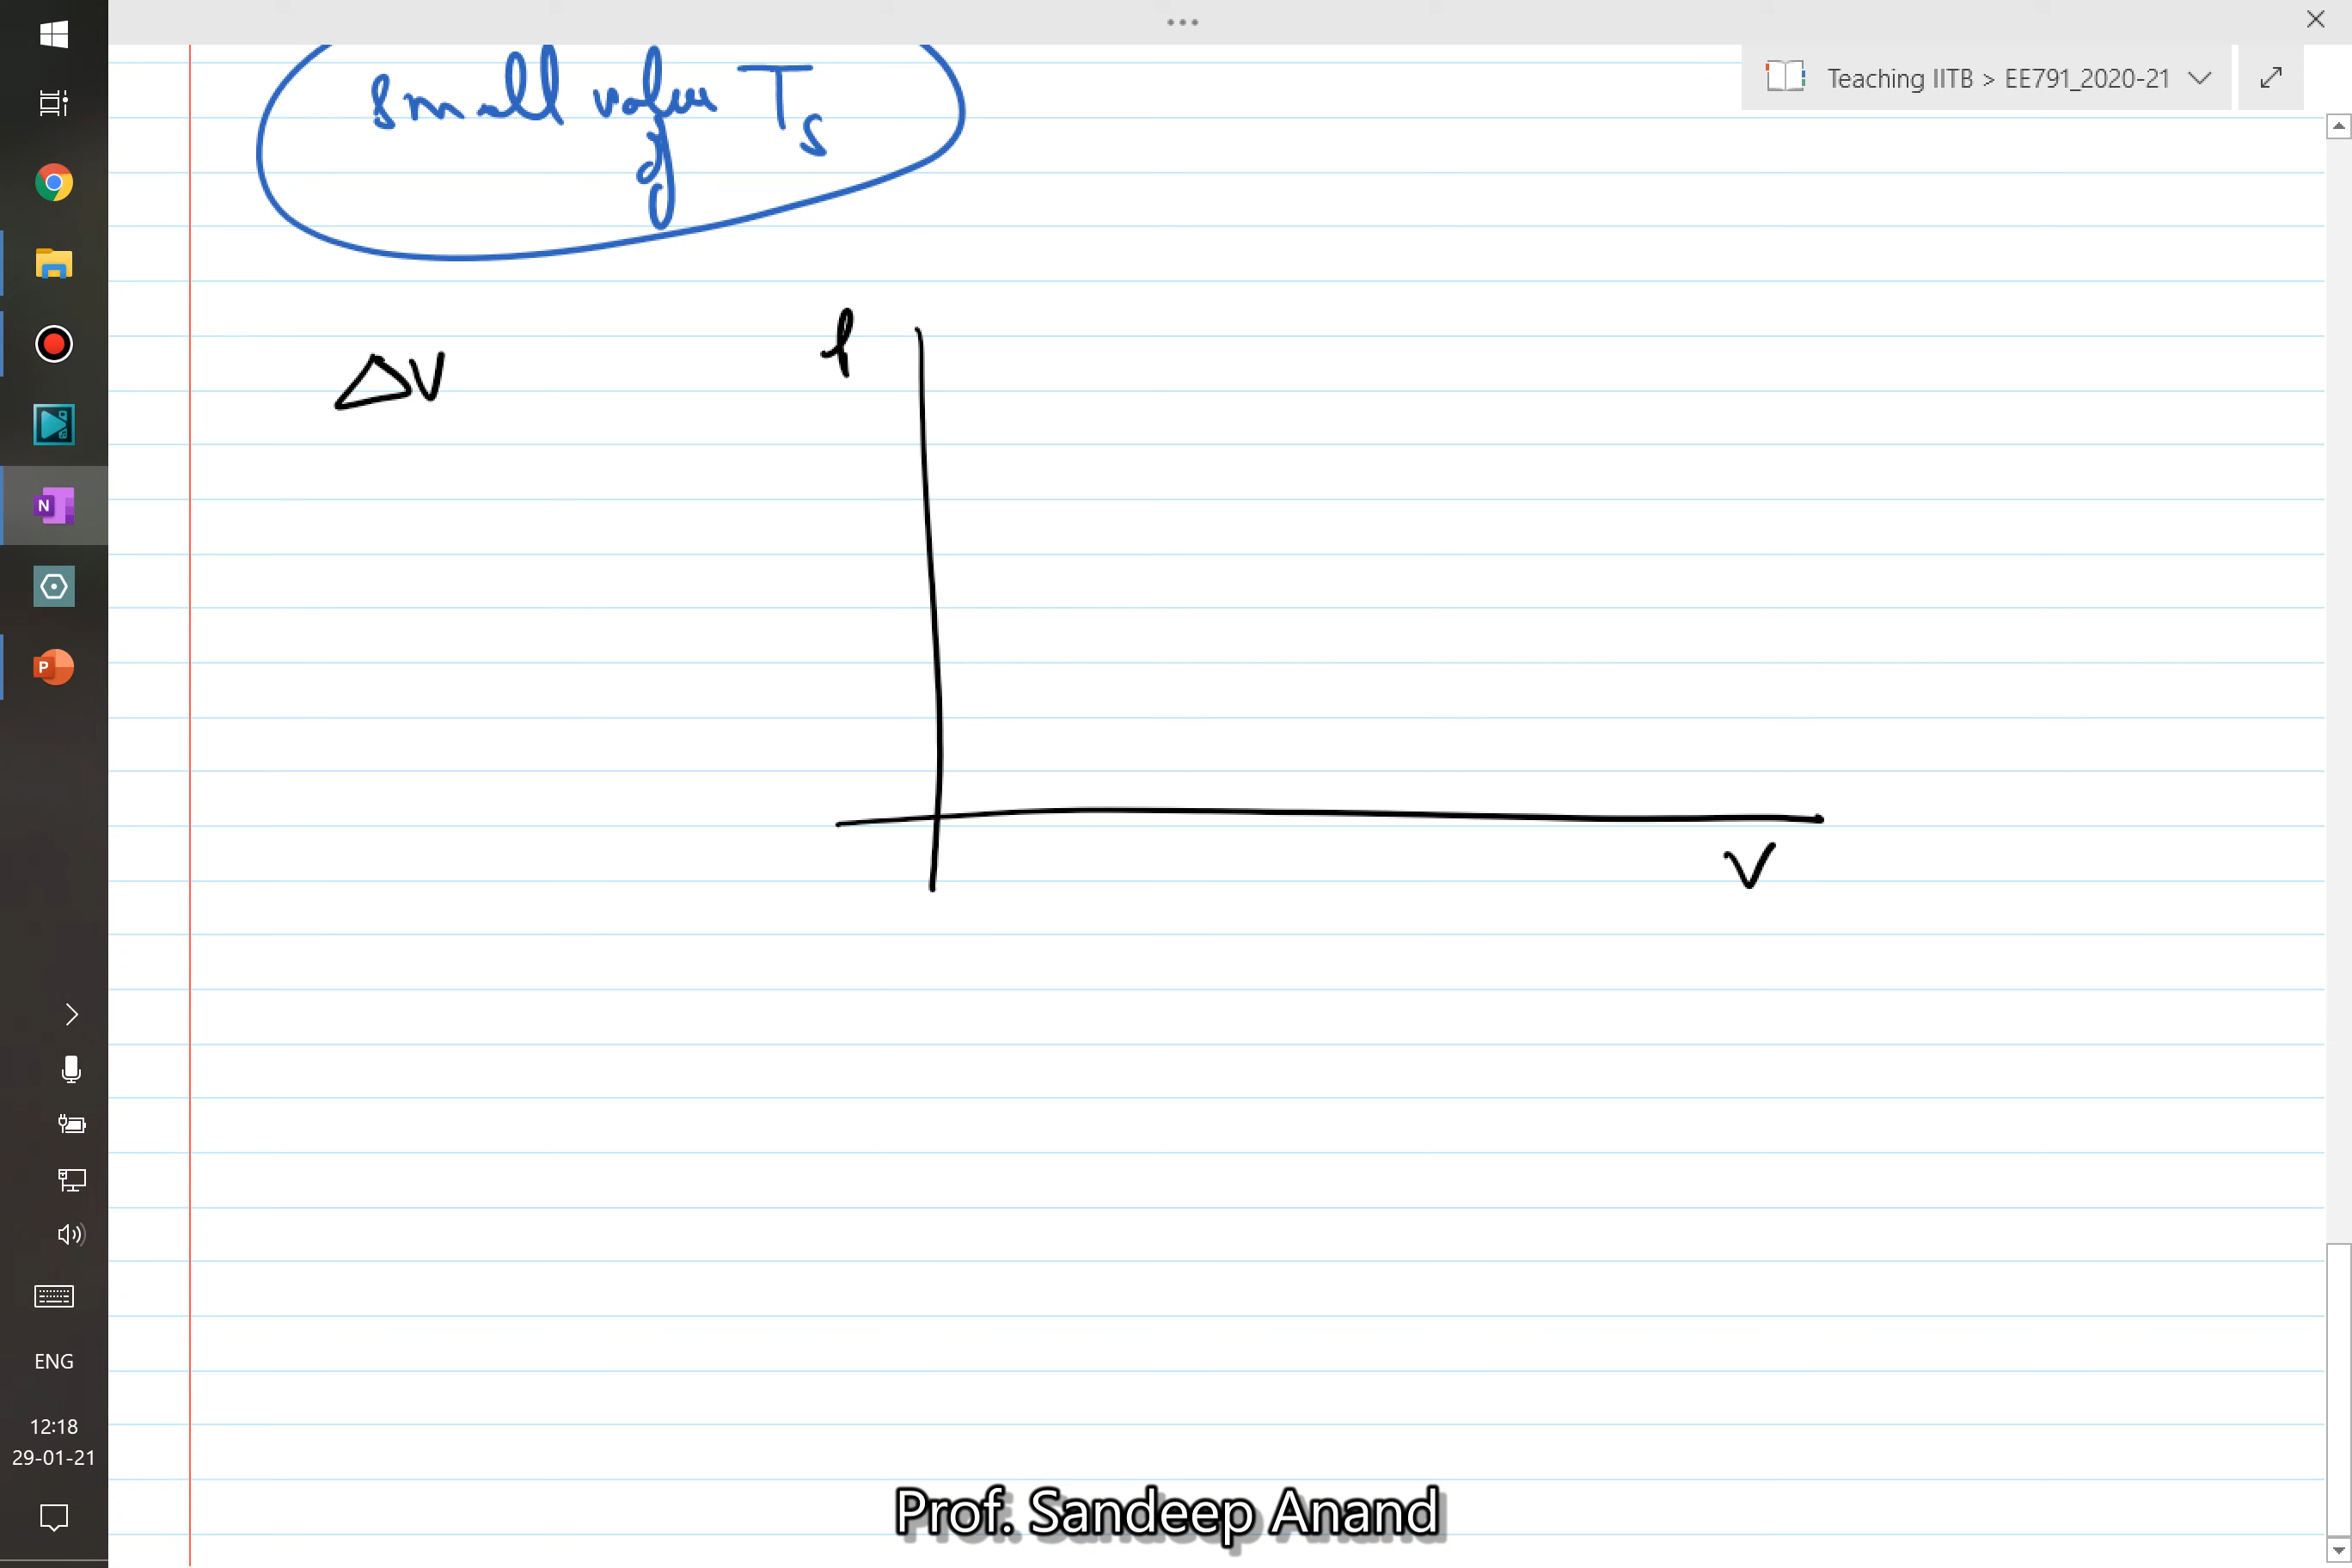 Teaching IITB > EE791_2020-21
small value of Ts
ΔV
V
ENG
12:18
29-01-21
Prof. Sandeep Anand